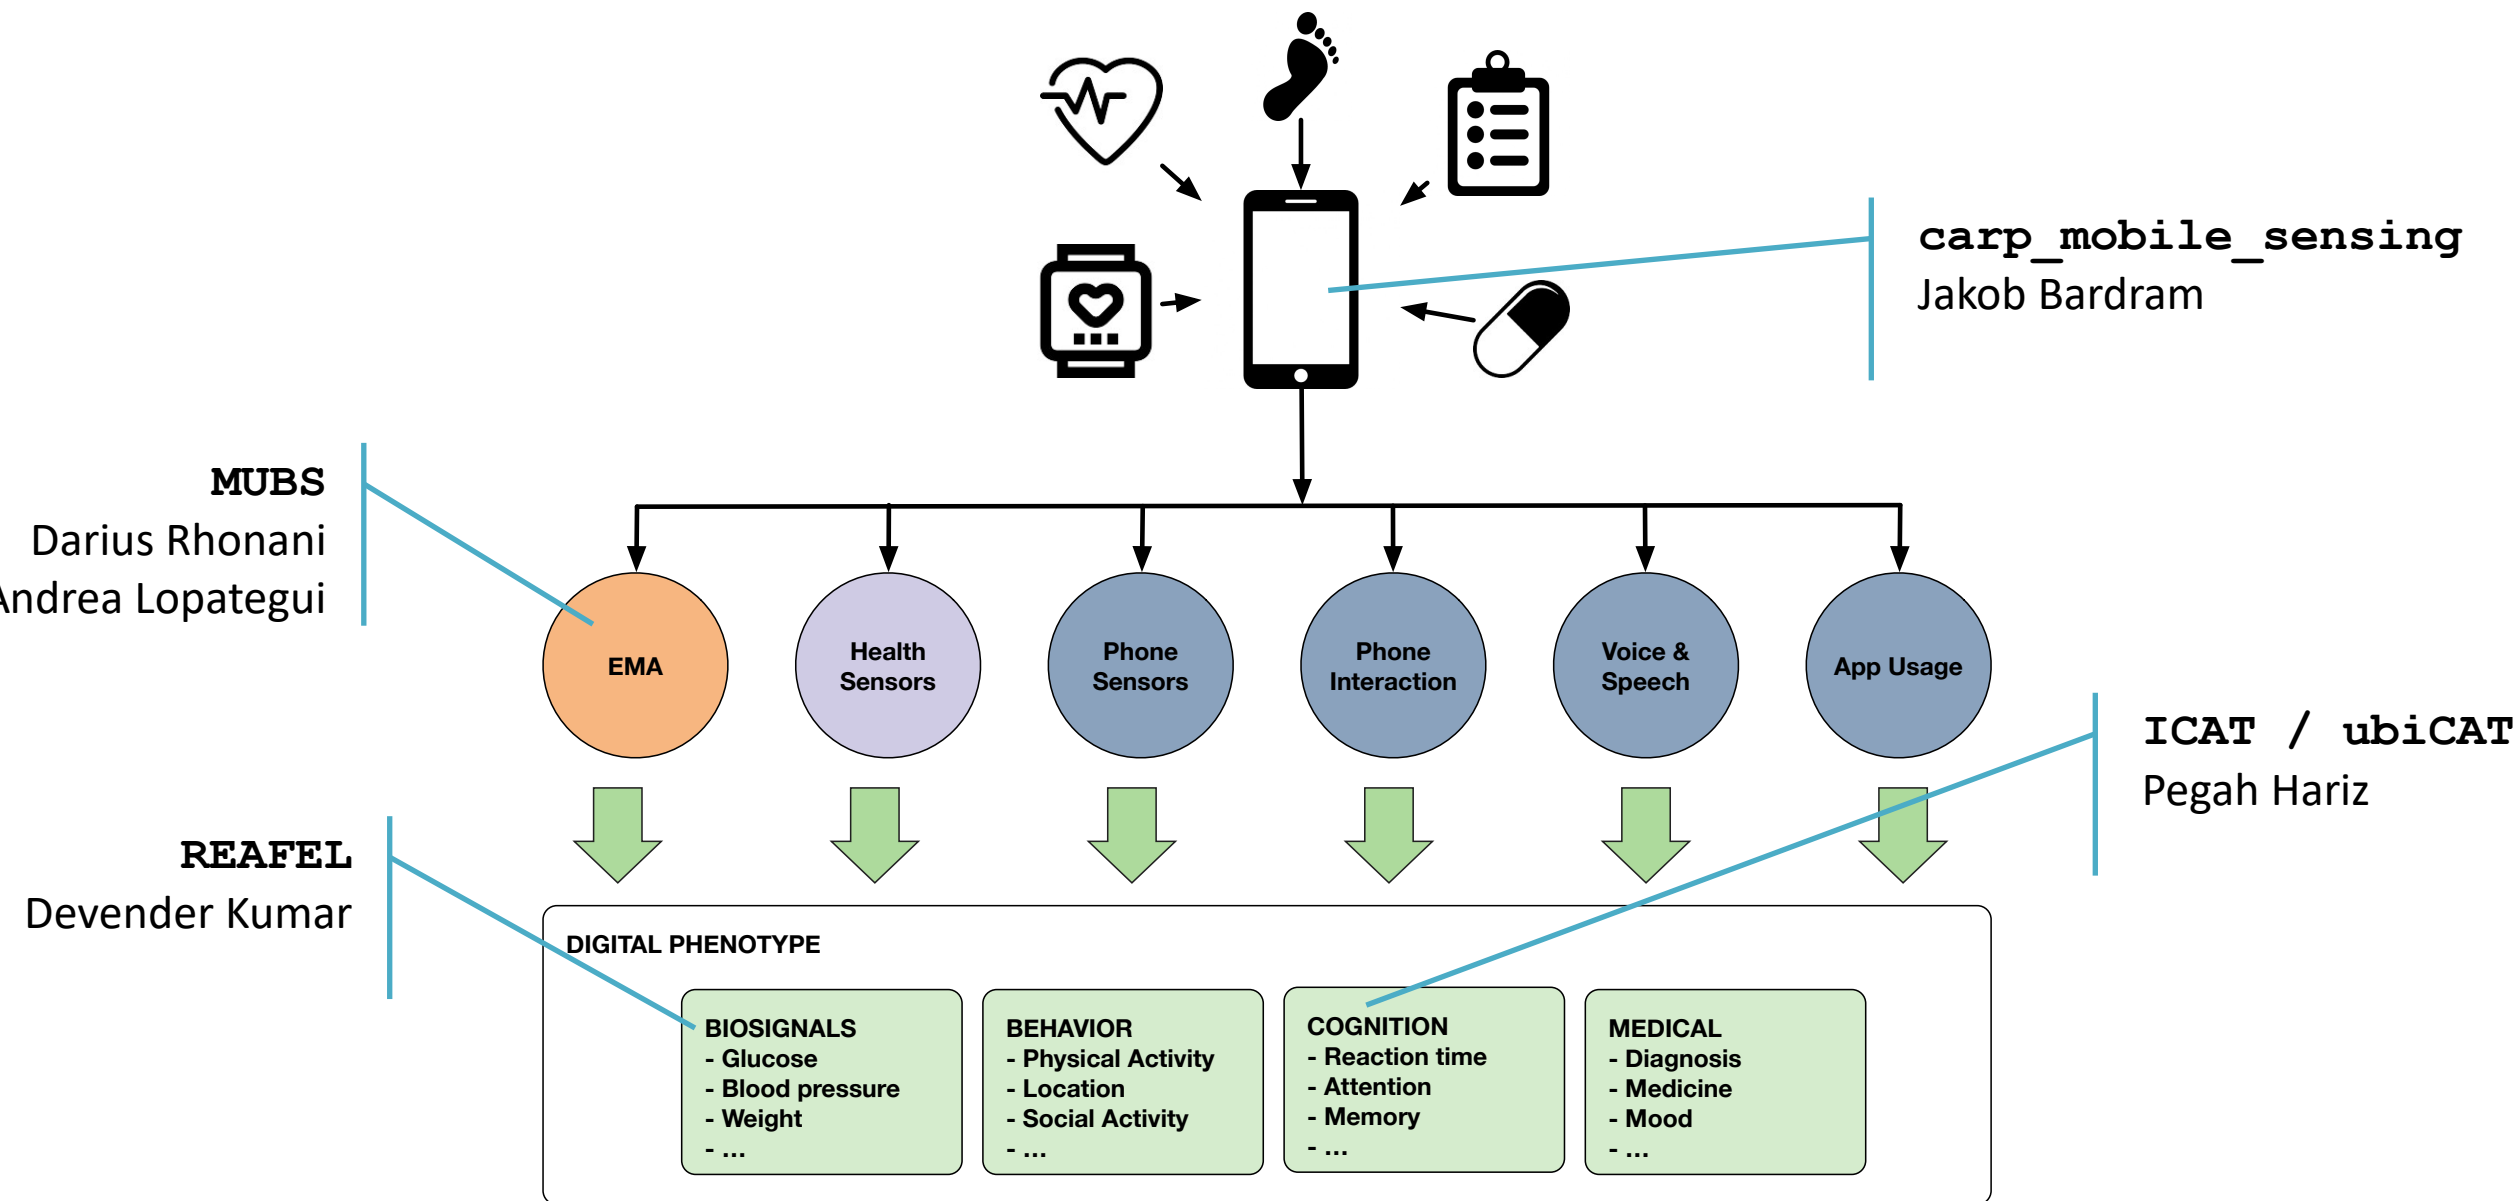 carp_mobile_sensing
Jakob Bardram
MUBS
Darius Rhonani
Andrea Lopategui
EMA
Health
Sensors
Phone
Sensors
Phone
Interaction
Voice &
Speech
App Usage
ICAT / ubiCAT
Pegah Hariz
REAFEL
Devender Kumar
DIGITAL PHENOTYPE
BIOSIGNALS
- Glucose
- Blood pressure
- Weight
- ...
BEHAVIOR
- Physical Activity
- Location
- Social Activity
- ...
COGNITION
- Reaction time
- Attention
- Memory
- ...
MEDICAL
- Diagnosis
- Medicine
- Mood
- ...